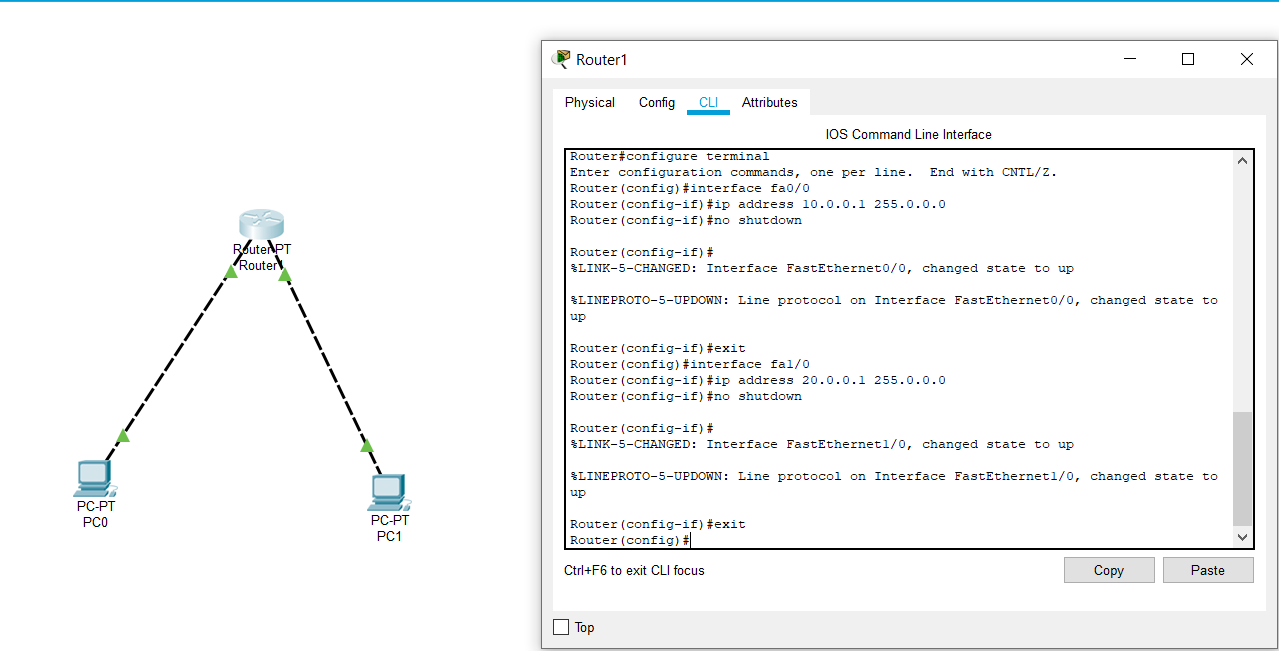 Router-PT
Router1
PC-PT
PC0
PC-PT
PC1
Router1
Physical Config CLI Attributes
IOS Command Line Interface
Router#configure terminal
Enter configuration commands, one per line.  End with CNTL/Z.
Router(config)#interface fa0/0
Router(config-if)#ip address 10.0.0.1 255.0.0.0
Router(config-if)#no shutdown
Router(config-if)#
%LINK-5-CHANGED: Interface FastEthernet0/0, changed state to up
%LINEPROTO-5-UPDOWN: Line protocol on Interface FastEthernet0/0, changed state to
up
Router(config-if)#exit
Router(config)#interface fa1/0
Router(config-if)#ip address 20.0.0.1 255.0.0.0
Router(config-if)#no shutdown
Router(config-if)#
%LINK-5-CHANGED: Interface FastEthernet1/0, changed state to up
%LINEPROTO-5-UPDOWN: Line protocol on Interface FastEthernet1/0, changed state to
up
Router(config-if)#exit
Router(config)#
Ctrl+F6 to exit CLI focus
Copy Paste
Top